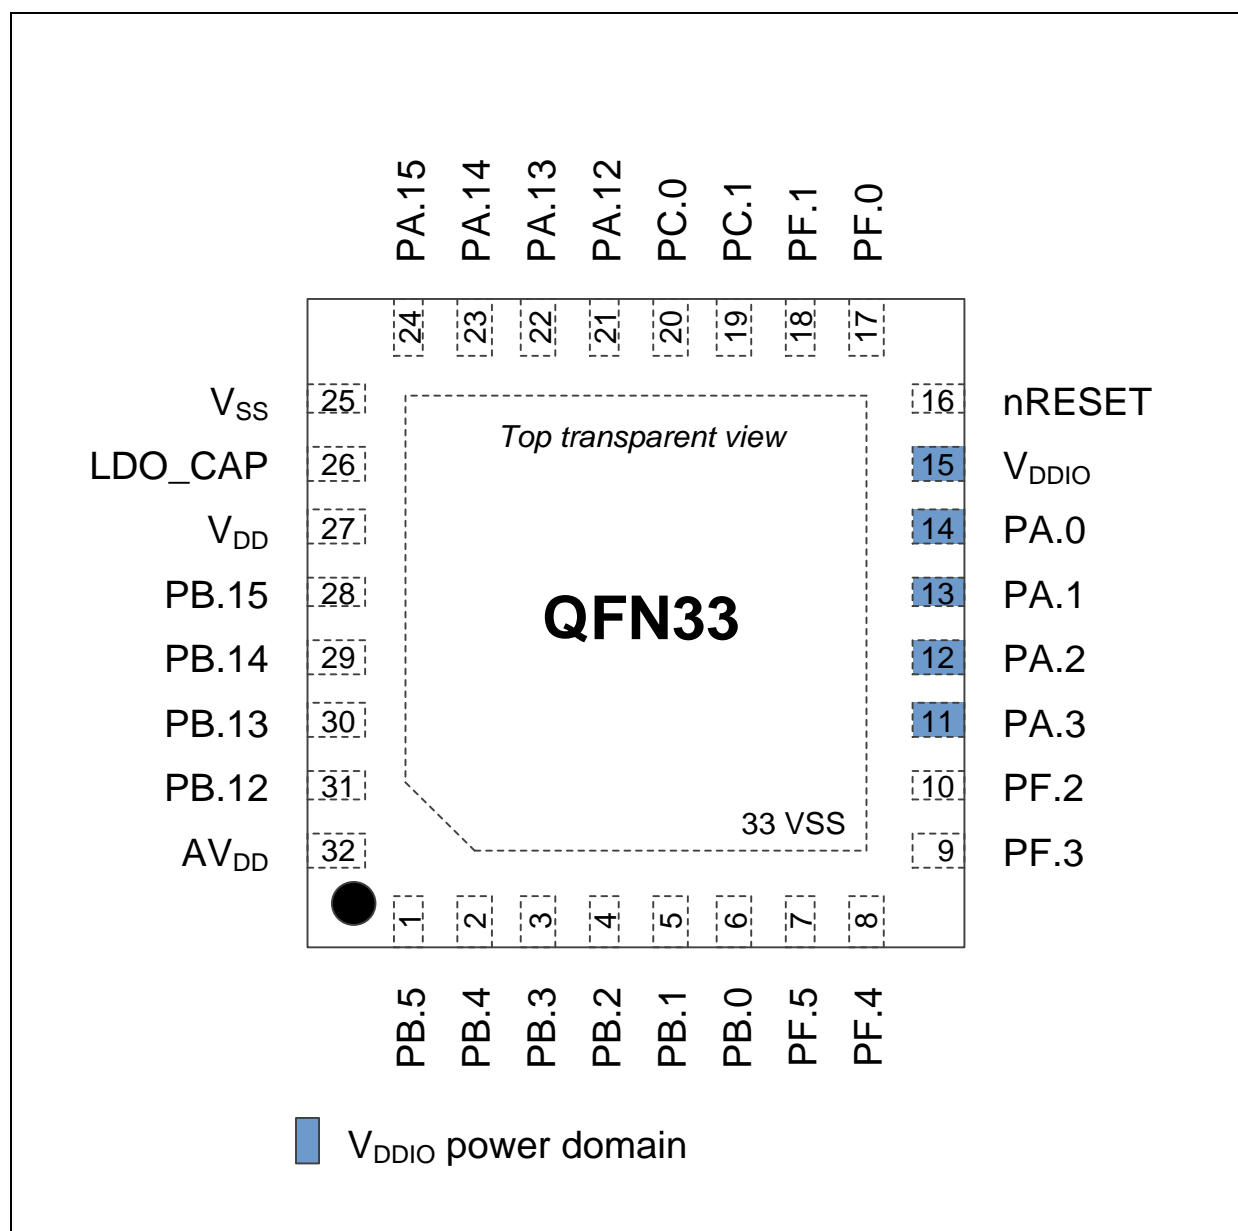 PA.15
PA.14
PA.13
PA.12
PC.0
PC.1
PF.1
PF.0
24
23
22
21
20
19
18
17
VSS 25
LDO_CAP 26
VDD 27
PB.15 28
PB.14 29
PB.13 30
PB.12 31
AVDD 32
Top transparent view
QFN33
33 VSS
16 nRESET
15 VDDIO
14 PA.0
13 PA.1
12 PA.2
11 PA.3
10 PF.2
9 PF.3
1
2
3
4
5
6
7
8
PB.5
PB.4
PB.3
PB.2
PB.1
PB.0
PF.5
PF.4
VDDIO power domain